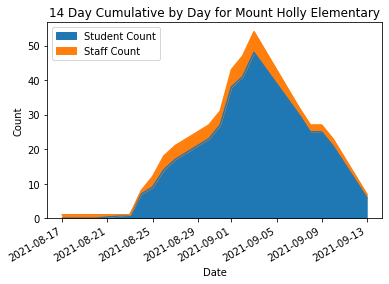 14 Day Cumulative by Day for Mount Holly Elementary
Student Count
Staff Count
Count
50
40
30
20
10
0
2021-08-17
2021-08-21
2021-08-25
2021-08-29
2021-09-01
2021-09-05
2021-09-09
2021-09-13
Date